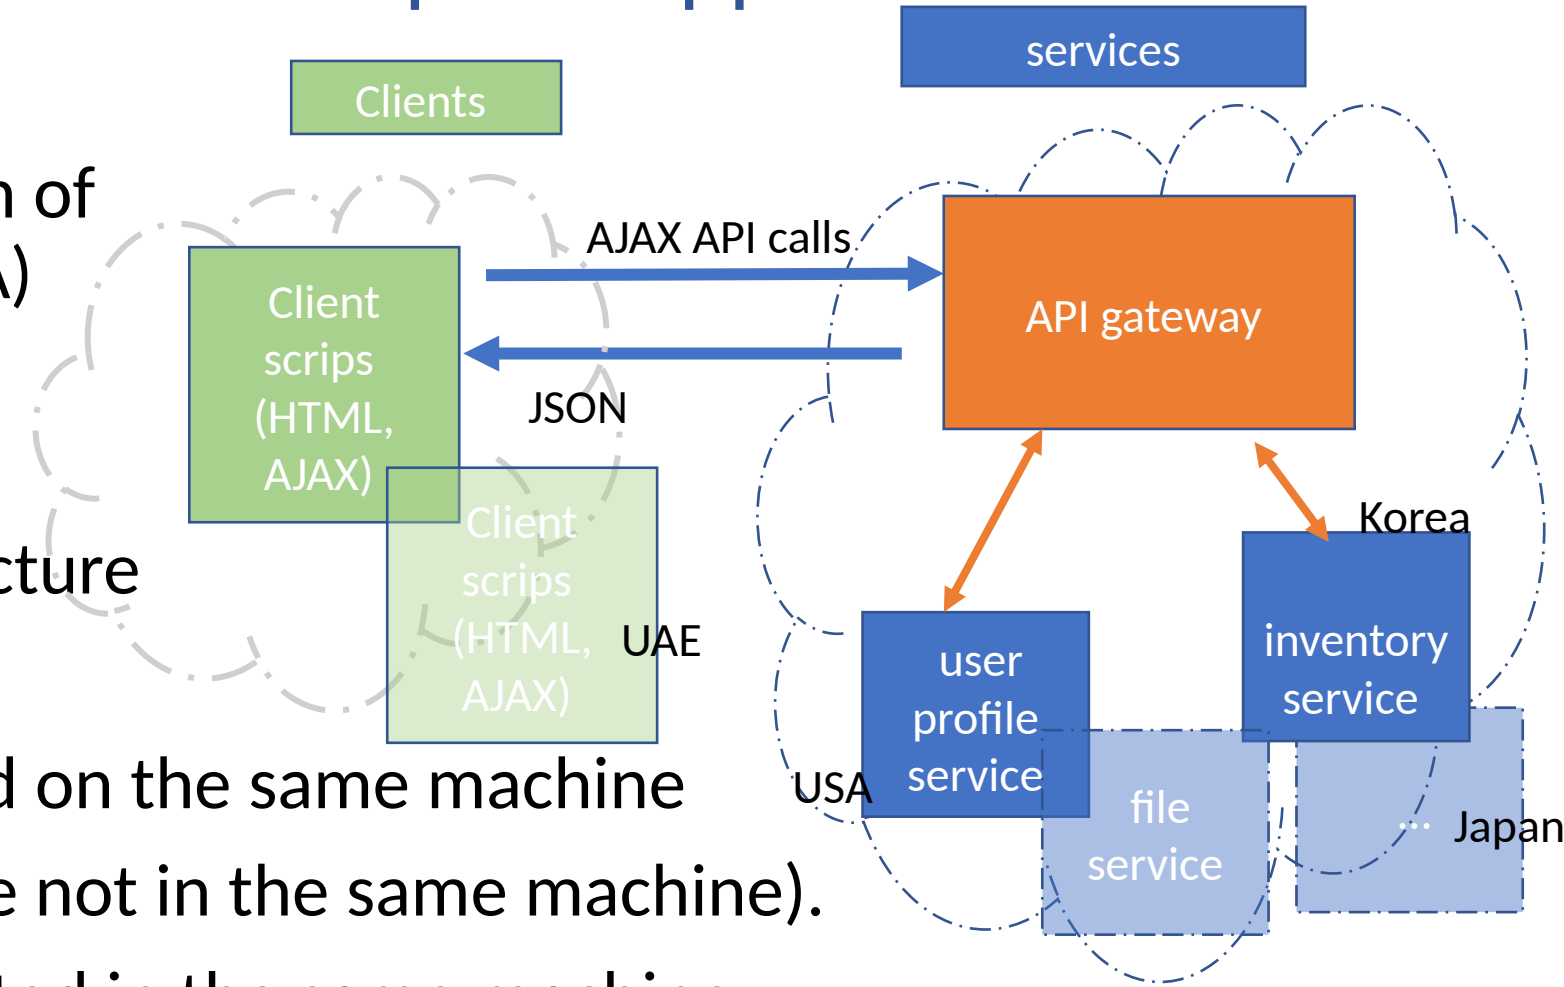 services
Clients
n of
A)
AJAX API calls
Client
scrips
(HTML,
AJAX)
API gateway
JSON
Client
scrips
(HTML,
AJAX)
UAE
cture
Korea
inventory
service
user
profile
service
USA
file
service
...
Japan
d on the same machine
e not in the same machine).